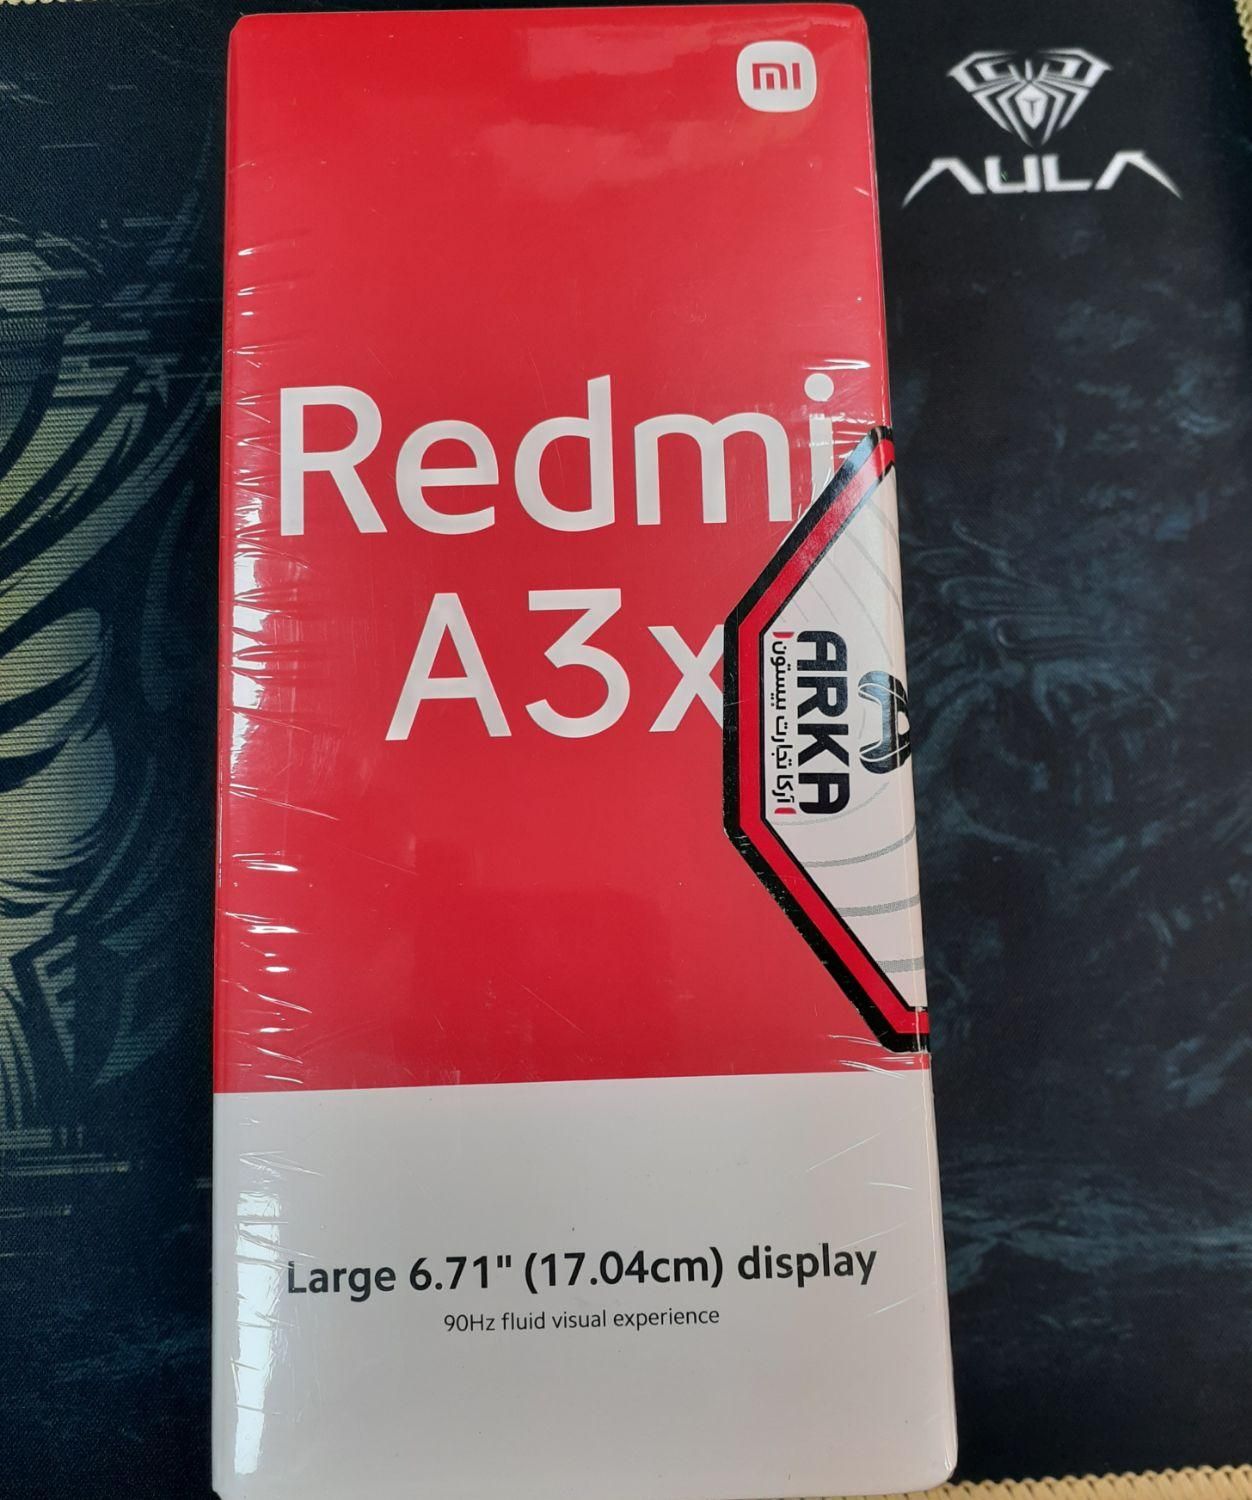 mi
AULA
Redmi
A3x
ARKA
آرکا تجارت بیستون
Large 6.71" (17.04cm) display
90Hz fluid visual experience